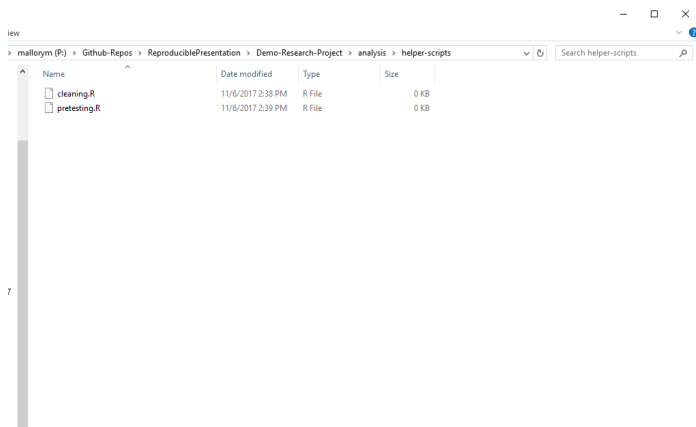 iew
> mallorym (P:) > Github-Repos > ReproduciblePresentation > Demo-Research-Project > analysis > helper-scripts Search helper-scripts
Name Date modified Type Size
cleaning.R 11/6/2017 2:38 PM R File 0 KB
pretesting.R 11/6/2017 2:39 PM R File 0 KB